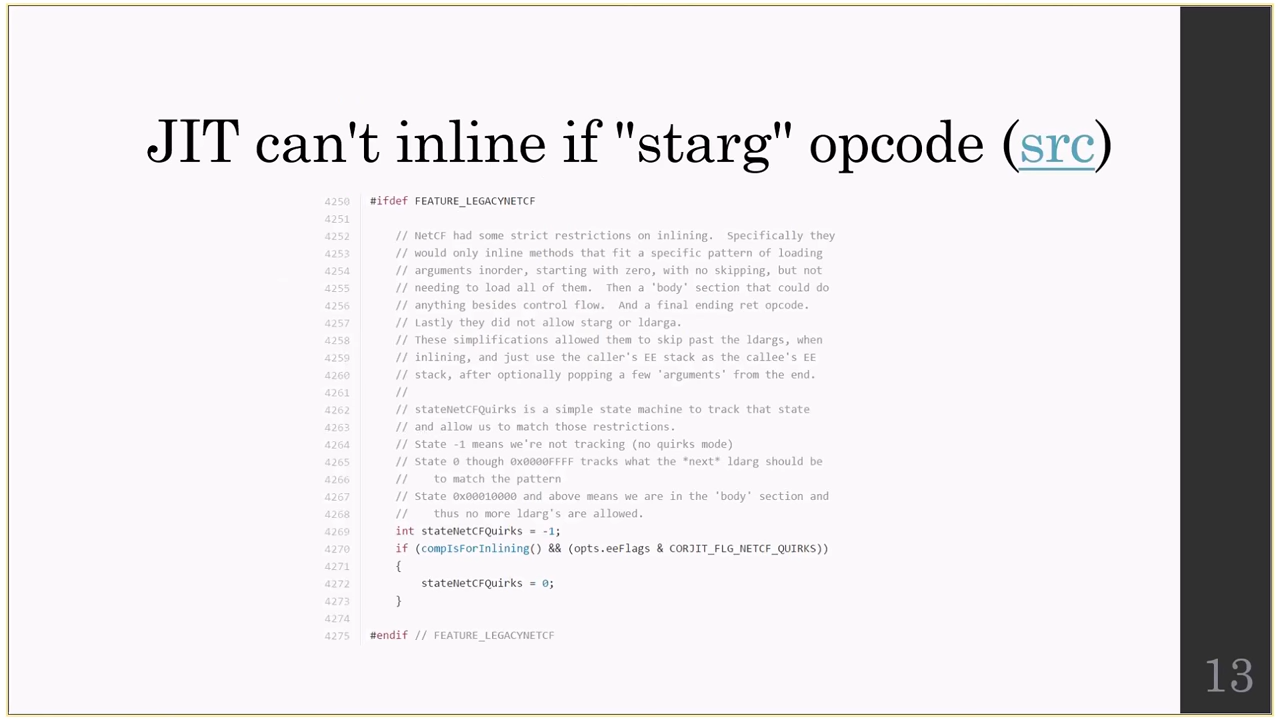 JIT can't inline if "starg" opcode (src)
4250 #ifdef FEATURE_LEGACYNETCF
4251
4252 // NetCF had some strict restrictions on inlining.  Specifically they
4253 // would only inline methods that fit a specific pattern of loading
4254 // arguments inorder, starting with zero, with no skipping, but not
4255 // needing to load all of them.  Then a 'body' section that could do
4256 // anything besides control flow.  And a final ending ret opcode.
4257 // Lastly they did not allow starg or ldarga.
4258 // These simplifications allowed them to skip past the ldargs, when
4259 // inlining, and just use the caller's EE stack as the callee's EE
4260 // stack, after optionally popping a few 'arguments' from the end.
4261 //
4262 // stateNetCFQuirks is a simple state machine to track that state
4263 // and allow us to match those restrictions.
4264 // State -1 means we're not tracking (no quirks mode)
4265 // State 0 though 0x0000FFFF tracks what the *next* ldarg should be
4266 //    to match the pattern
4267 // State 0x00010000 and above means we are in the 'body' section and
4268 //    thus no more ldarg's are allowed.
4269 int stateNetCFQuirks = -1;
4270 if (compIsForInlining() && (opts.eeFlags & CORJIT_FLG_NETCF_QUIRKS))
4271 {
4272 stateNetCFQuirks = 0;
4273 }
4274
4275 #endif // FEATURE_LEGACYNETCF
13